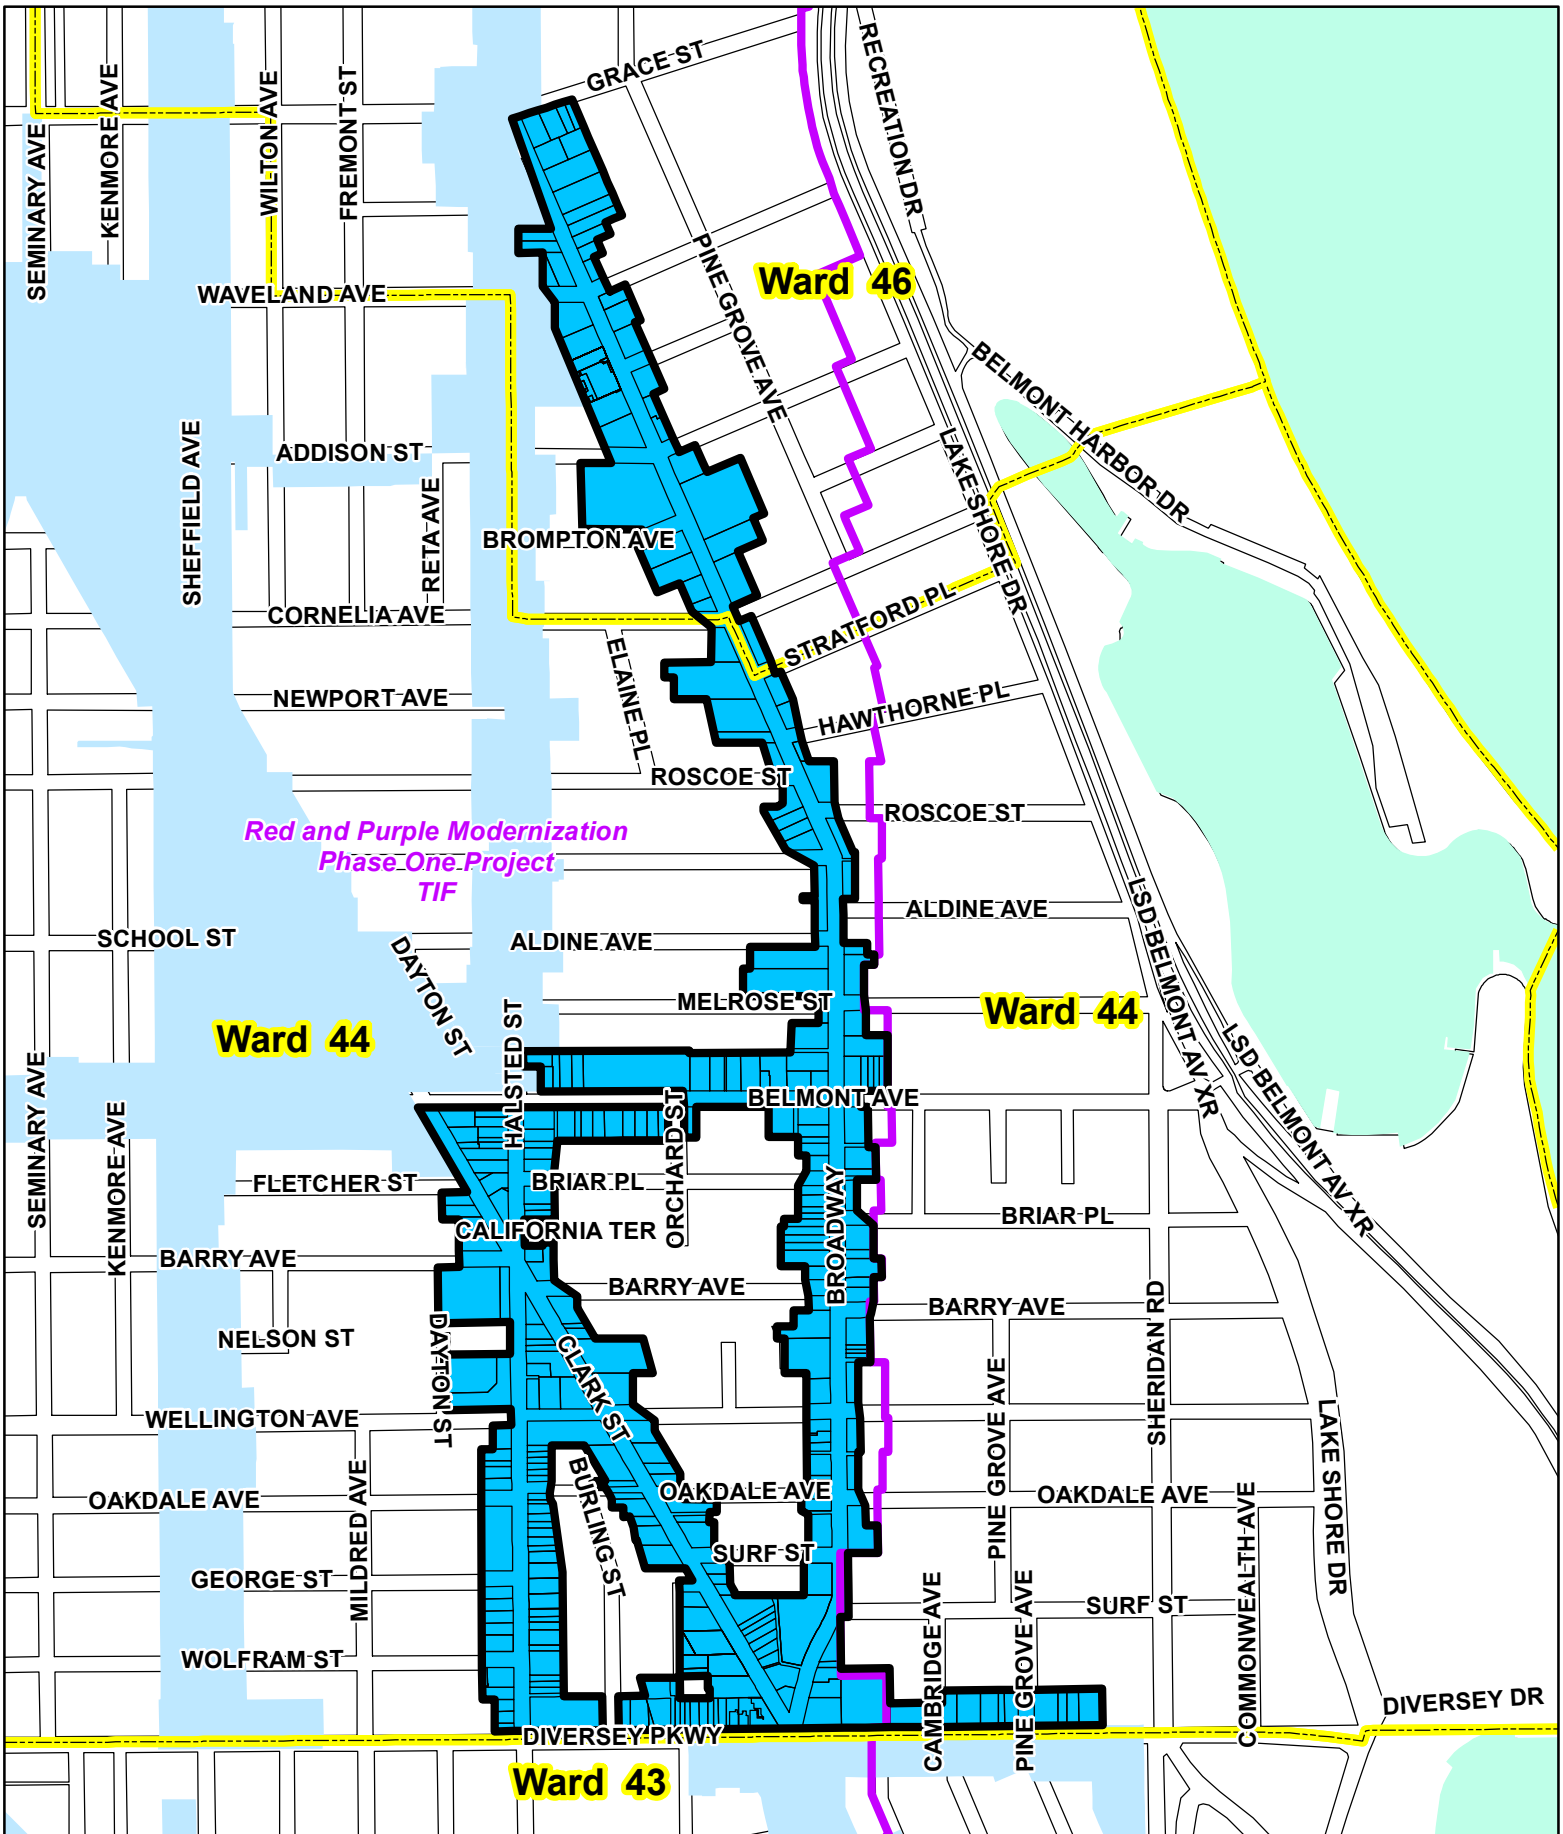 GRACE ST
RECREATION DR
SEMINARY AVE
KENMORE AVE
WILTON AVE
FREMONT ST
PINE GROVE AVE
Ward 46
WAVELAND AVE
BELMONT HARBOR DR
SHEFFIELD AVE
ADDISON ST
RETA AVE
LAKE SHORE DR
BROMPTON AVE
CORNELIA AVE
ELAINE PL
STRATFORD PL
NEWPORT AVE
HAWTHORNE PL
ROSCOE ST
ROSCOE ST
Red and Purple Modernization
Phase One Project
TIF
LSD BELMONT AV XR
ALDINE AVE
SCHOOL ST
ALDINE AVE
DAYTON ST
MELROSE ST
Ward 44
Ward 44
HALSTED ST
LSD BELMONT AV XR
SEMINARY AVE
KENMORE AVE
BELMONT AVE
ORCHARD ST
FLETCHER ST
BRIAR PL
BROADWAY
BRIAR PL
CALIFORNIA TER
BARRY AVE
BARRY AVE
BARRY AVE
SHERIDAN RD
NELSON ST
DAYTON ST
CLARK ST
PINE GROVE AVE
LAKE SHORE DR
WELLINGTON AVE
MILDRED AVE
BURLING ST
OAKDALE AVE
OAKDALE AVE
OAKDALE AVE
COMMONWEALTH AVE
SURF ST
GEORGE ST
CAMBRIDGE AVE
PINE GROVE AVE
SURF ST
WOLFRAM ST
DIVERSEY DR
DIVERSEY PKWY
Ward 43